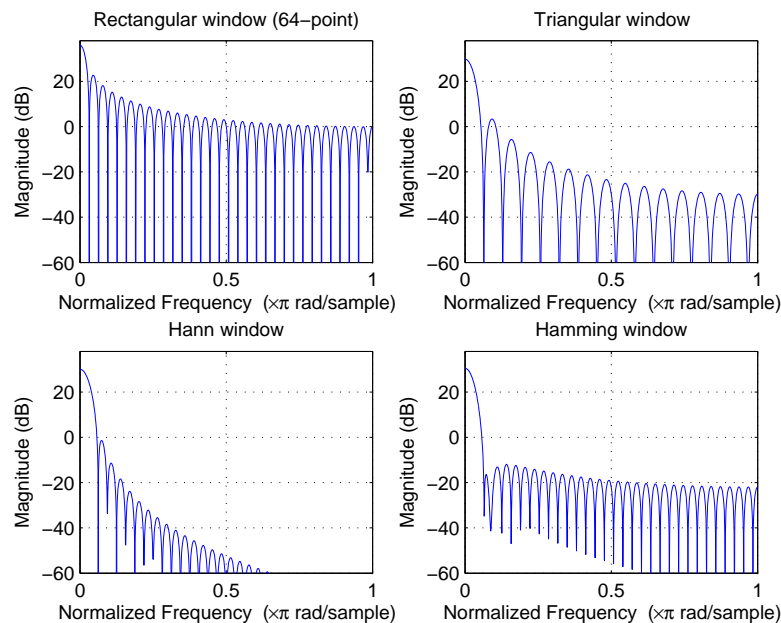 Rectangular window (64−point)
20
0
−20
−40
−60
0
0.5
1
Magnitude (dB)
Normalized Frequency (×π rad/sample)
Triangular window
20
0
−20
−40
−60
0
0.5
1
Magnitude (dB)
Normalized Frequency (×π rad/sample)
Hann window
20
0
−20
−40
−60
0
0.5
1
Magnitude (dB)
Normalized Frequency (×π rad/sample)
Hamming window
20
0
−20
−40
−60
0
0.5
1
Magnitude (dB)
Normalized Frequency (×π rad/sample)